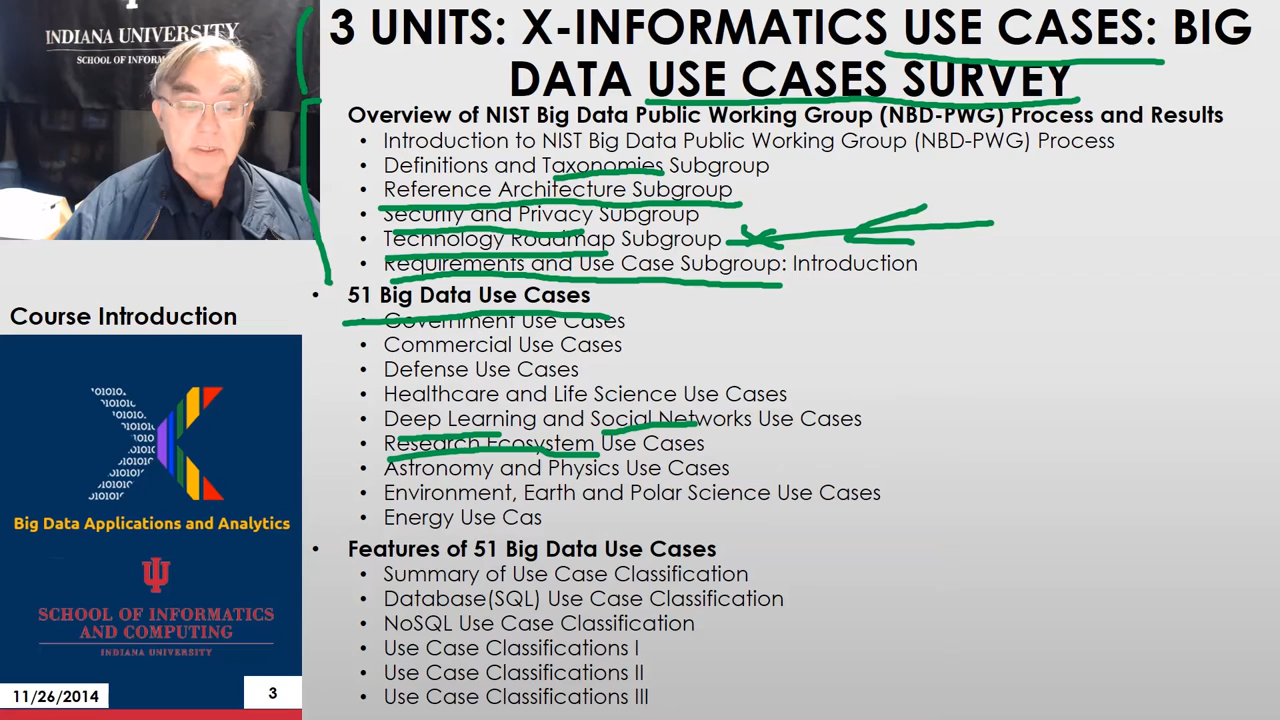 INDIANA UNIVERSITY
SCHOOL OF INFORM
3 UNITS: X-INFORMATICS USE CASES: BIG
DATA USE CASES SURVEY
Overview of NIST Big Data Public Working Group (NBD-PWG) Process and Results
• Introduction to NIST Big Data Public Working Group (NBD-PWG) Process
• Definitions and Taxonomies Subgroup
• Reference Architecture Subgroup
• Security and Privacy Subgroup
• Technology Roadmap Subgroup
• Requirements and Use Case Subgroup: Introduction
• 51 Big Data Use Cases
• Government Use Cases
• Commercial Use Cases
• Defense Use Cases
• Healthcare and Life Science Use Cases
• Deep Learning and Social Networks Use Cases
• Research Ecosystem Use Cases
• Astronomy and Physics Use Cases
• Environment, Earth and Polar Science Use Cases
• Energy Use Cas
• Features of 51 Big Data Use Cases
• Summary of Use Case Classification
• Database(SQL) Use Case Classification
• NoSQL Use Case Classification
• Use Case Classifications I
• Use Case Classifications II
• Use Case Classifications III
Course Introduction
Big Data Applications and Analytics
SCHOOL OF INFORMATICS
AND COMPUTING
INDIANA UNIVERSITY
11/26/2014
3